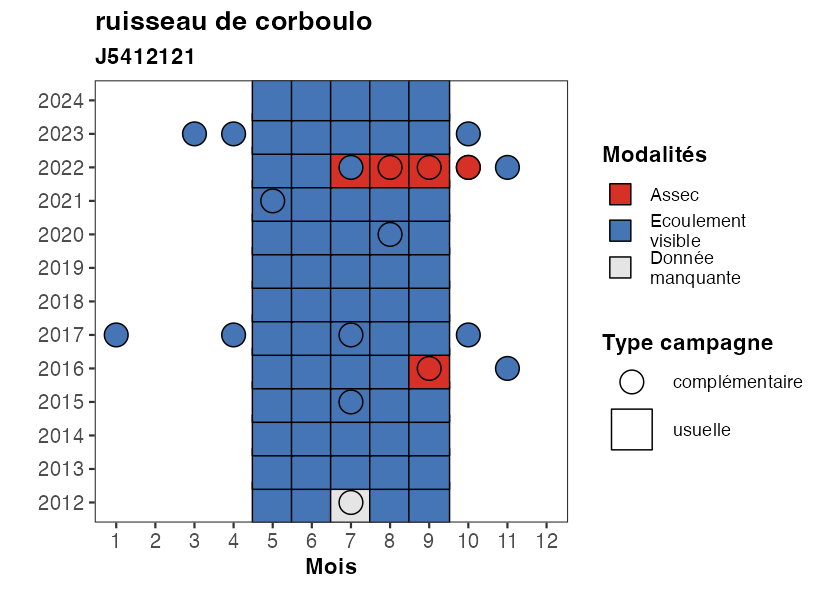 ruisseau de corboulo
J5412121
2024
2023
2022
2021
2020
2019
2018
2017
2016
2015
2014
2013
2012
1 2 3 4 5 6 7 8 9 10 11 12
Mois
Modalités
Assec
Ecoulement
visible
Donnée
manquante
Type campagne
complémentaire
usuelle